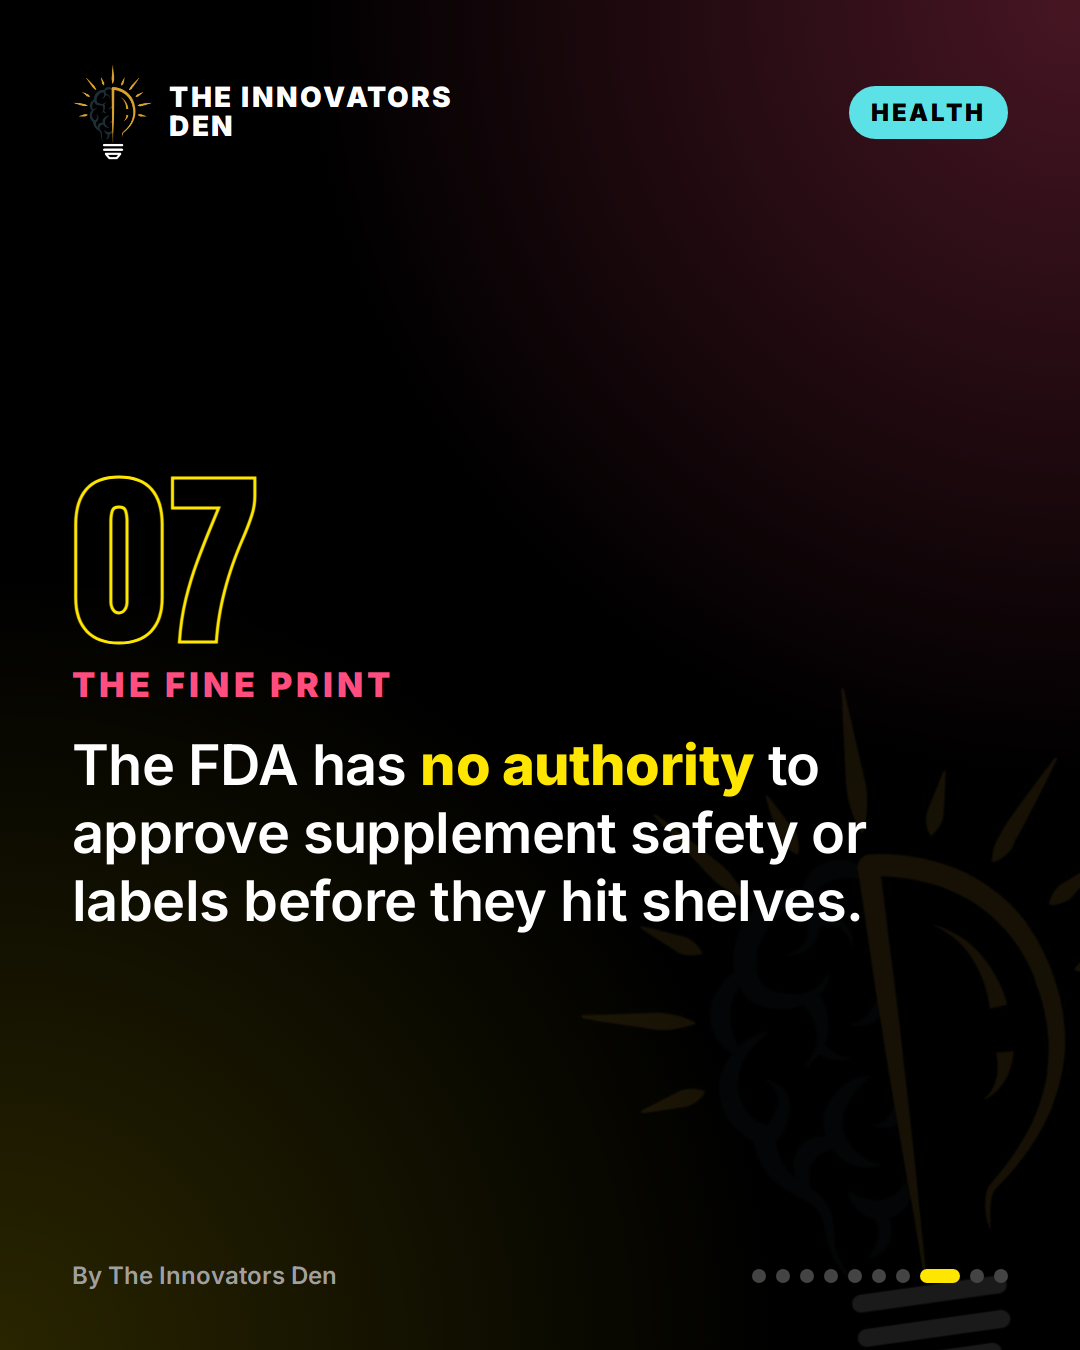 THE INNOVATORS
DEN
HEALTH
07
THE FINE PRINT
The FDA has no authority to
approve supplement safety or
labels before they hit shelves.
By The Innovators Den